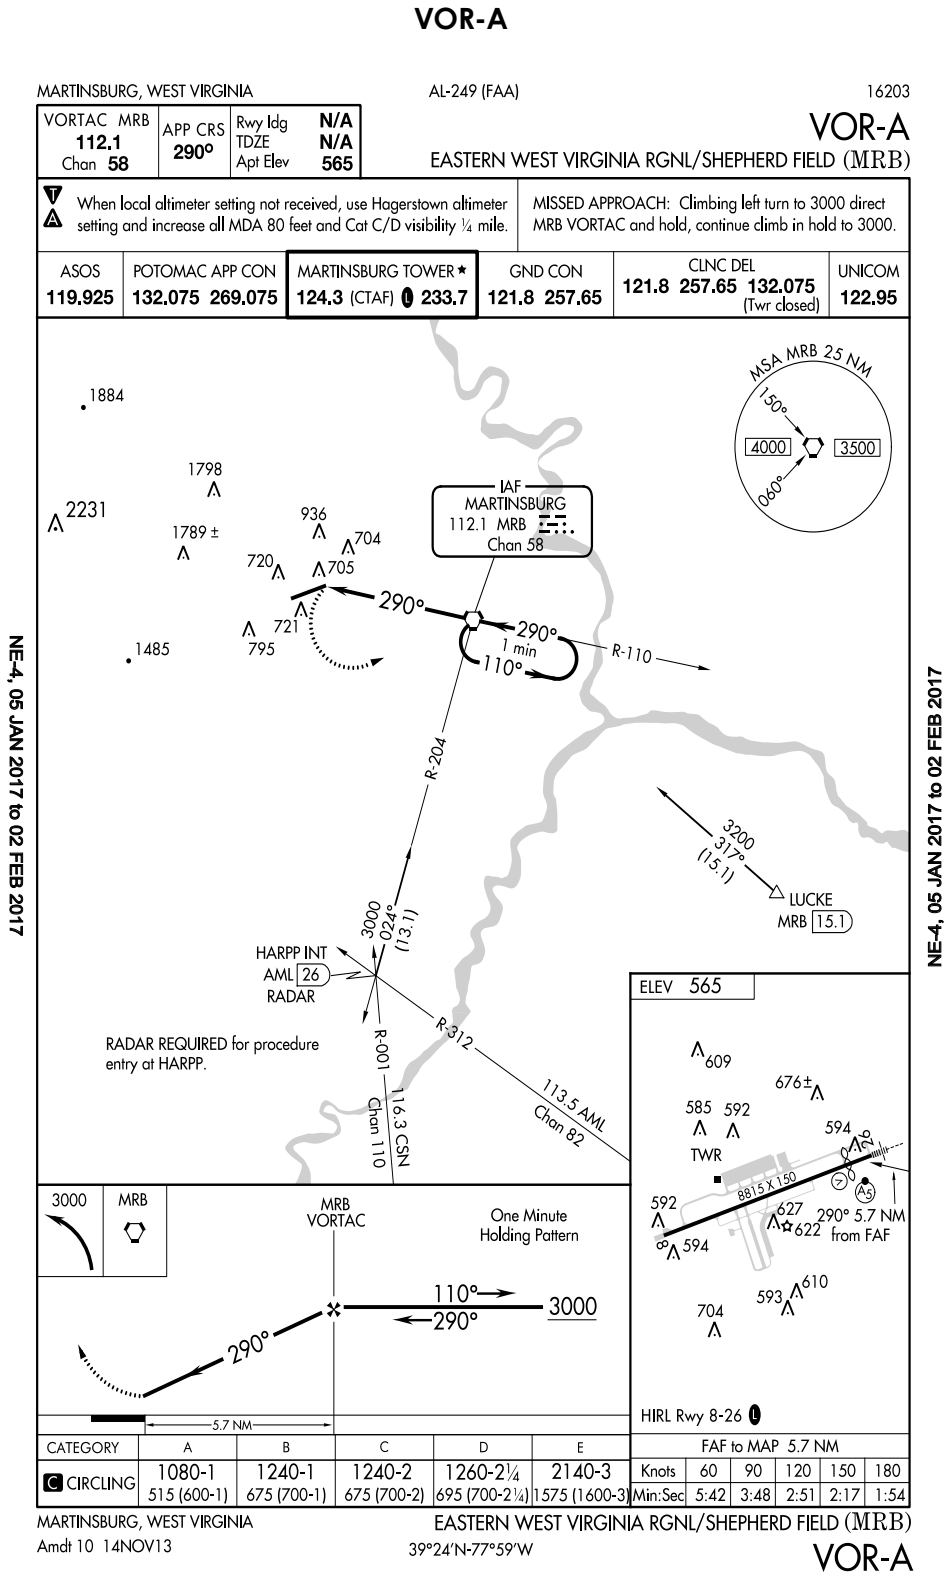 VOR-A
MARTINSBURG, WEST VIRGINIA
AL-249 (FAA)
16203
VORTAC MRB
112.1
Chan 58
APP CRS
290°
Rwy ldg N/A
TDZE N/A
Apt Elev 565
VOR-A
EASTERN WEST VIRGINIA RGNL/SHEPHERD FIELD (MRB)
T
A
When local altimeter setting not received, use Hagerstown altimeter
setting and increase all MDA 80 feet and Cat C/D visibility ¼ mile.
MISSED APPROACH: Climbing left turn to 3000 direct
MRB VORTAC and hold, continue climb in hold to 3000.
ASOS
119.925
POTOMAC APP CON
132.075 269.075
MARTINSBURG TOWER★
124.3 (CTAF) L 233.7
GND CON
121.8 257.65
CLNC DEL
121.8 257.65 132.075
(Twr closed)
UNICOM
122.95
MSA MRB 25 NM
150°
4000
3500
060°
1884
1798
2231
1789 ±
936
704
720
705
721
795
1485
IAF
MARTINSBURG
112.1 MRB
Chan 58
290°
290°
1 min
110°
R-110
R-204
3200
317°
(15.1)
LUCKE
MRB 15.1
3000
024°
(13.1)
HARPP INT
AML 26
RADAR
RADAR REQUIRED for procedure
entry at HARPP.
R-312
R-001
116.3 CSN
Chan 110
113.5 AML
Chan 82
NE-4, 05 JAN 2017 to 02 FEB 2017
NE-4, 05 JAN 2017 to 02 FEB 2017
ELEV 565
609
676±
585
592
594
26
TWR
8815 X 150
V
A5
592
8
594
627
622
290° 5.7 NM
from FAF
610
593
704
HIRL Rwy 8-26 L
3000
MRB
MRB
VORTAC
One Minute
Holding Pattern
110°
290°
3000
290°
5.7 NM
CATEGORY A B C D E
C CIRCLING
1080-1 1240-1 1240-2 1260-2¼ 2140-3
515 (600-1) 675 (700-1) 675 (700-2) 695 (700-2¼) 1575 (1600-3)
FAF to MAP 5.7 NM
Knots 60 90 120 150 180
Min:Sec 5:42 3:48 2:51 2:17 1:54
MARTINSBURG, WEST VIRGINIA
EASTERN WEST VIRGINIA RGNL/SHEPHERD FIELD (MRB)
Amdt 10 14NOV13
39°24'N-77°59'W
VOR-A